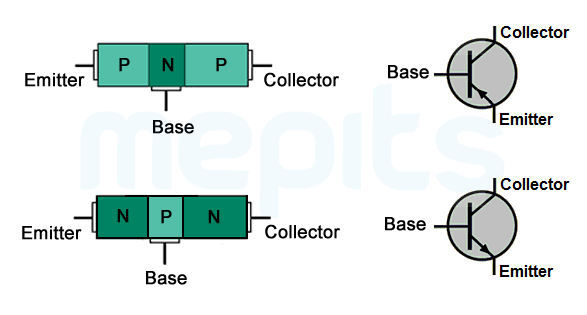 Collector
P N P
Base
Emitter
Collector
Base
Emitter
mepits
Collector
N P N
Base
Emitter
Collector
Base
Emitter